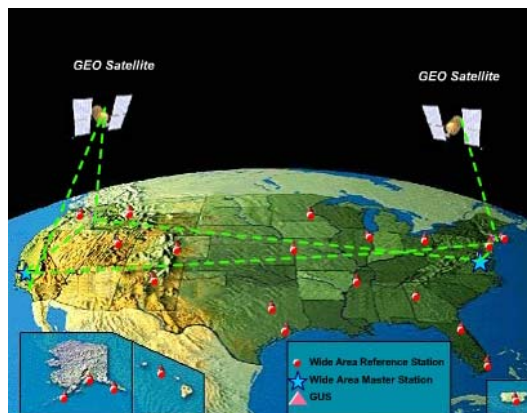 GEO Satellite
GEO Satellite
Wide Area Reference Station
Wide Area Master Station
GUS